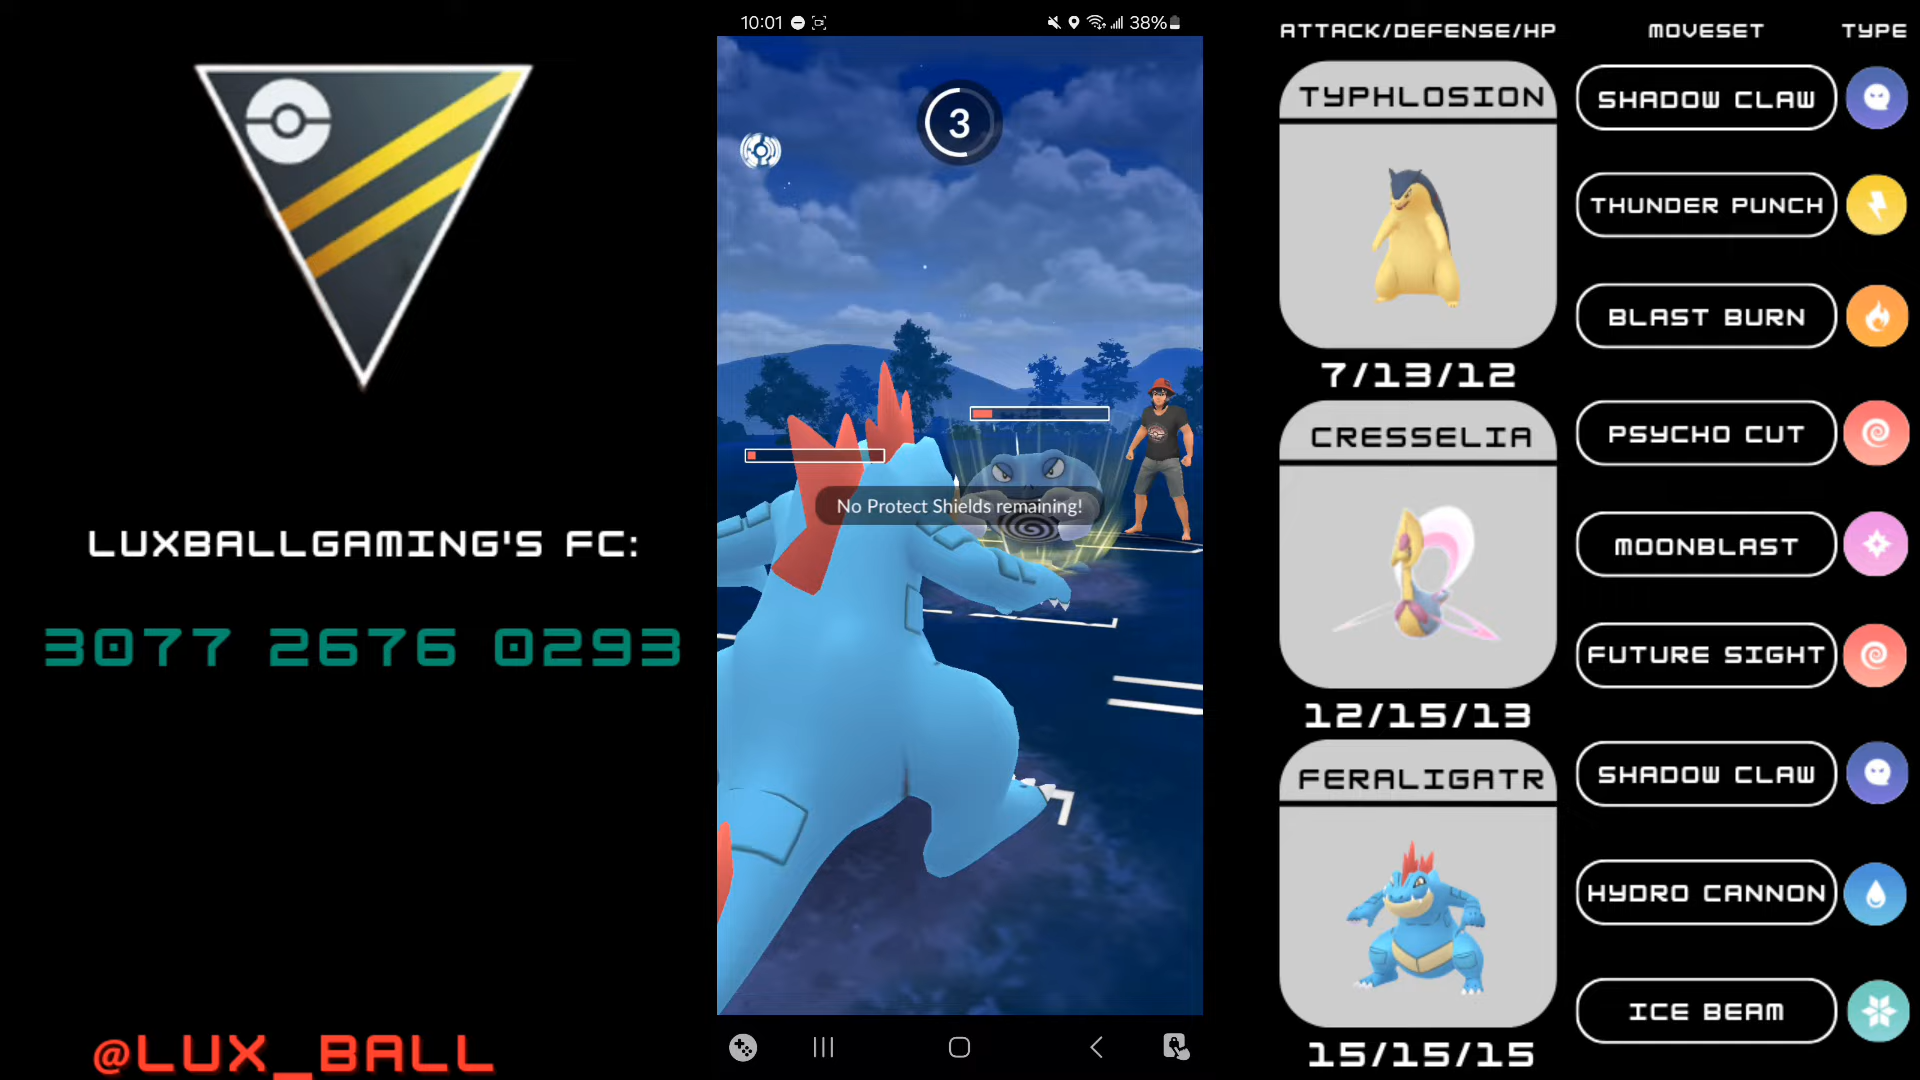 10:01
38%
3
No Protect Shields remaining!
LUXBALLGAMING'S FC:
3077 2676 0293
@LUX_BALL
ATTACK/DEFENSE/HP
MOVESET
TYPE
TYPHLOSION
7/13/12
SHADOW CLAW
THUNDER PUNCH
BLAST BURN
CRESSELIA
12/15/13
PSYCHO CUT
MOONBLAST
FUTURE SIGHT
FERALIGATR
15/15/15
SHADOW CLAW
HYDRO CANNON
ICE BEAM